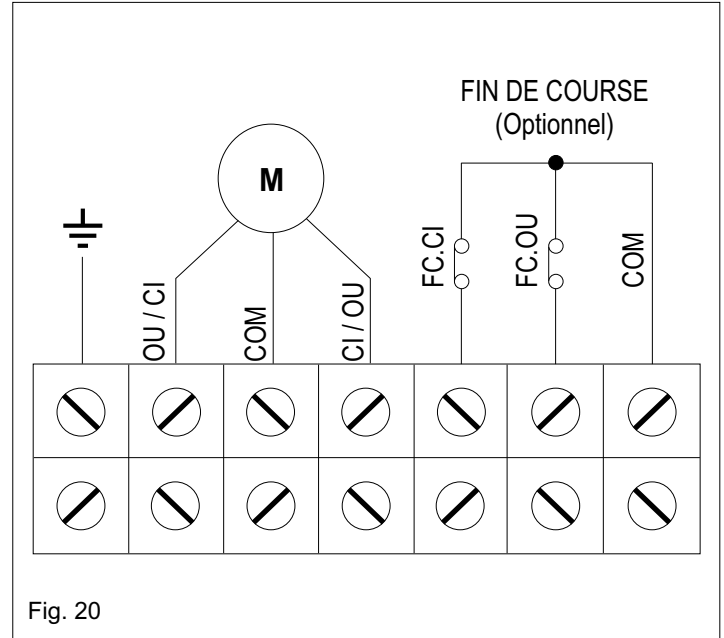 FIN DE COURSE
(Optionnel)
M
OU / CI
COM
CI / OU
FC.CI
FC.OU
COM
Fig. 20